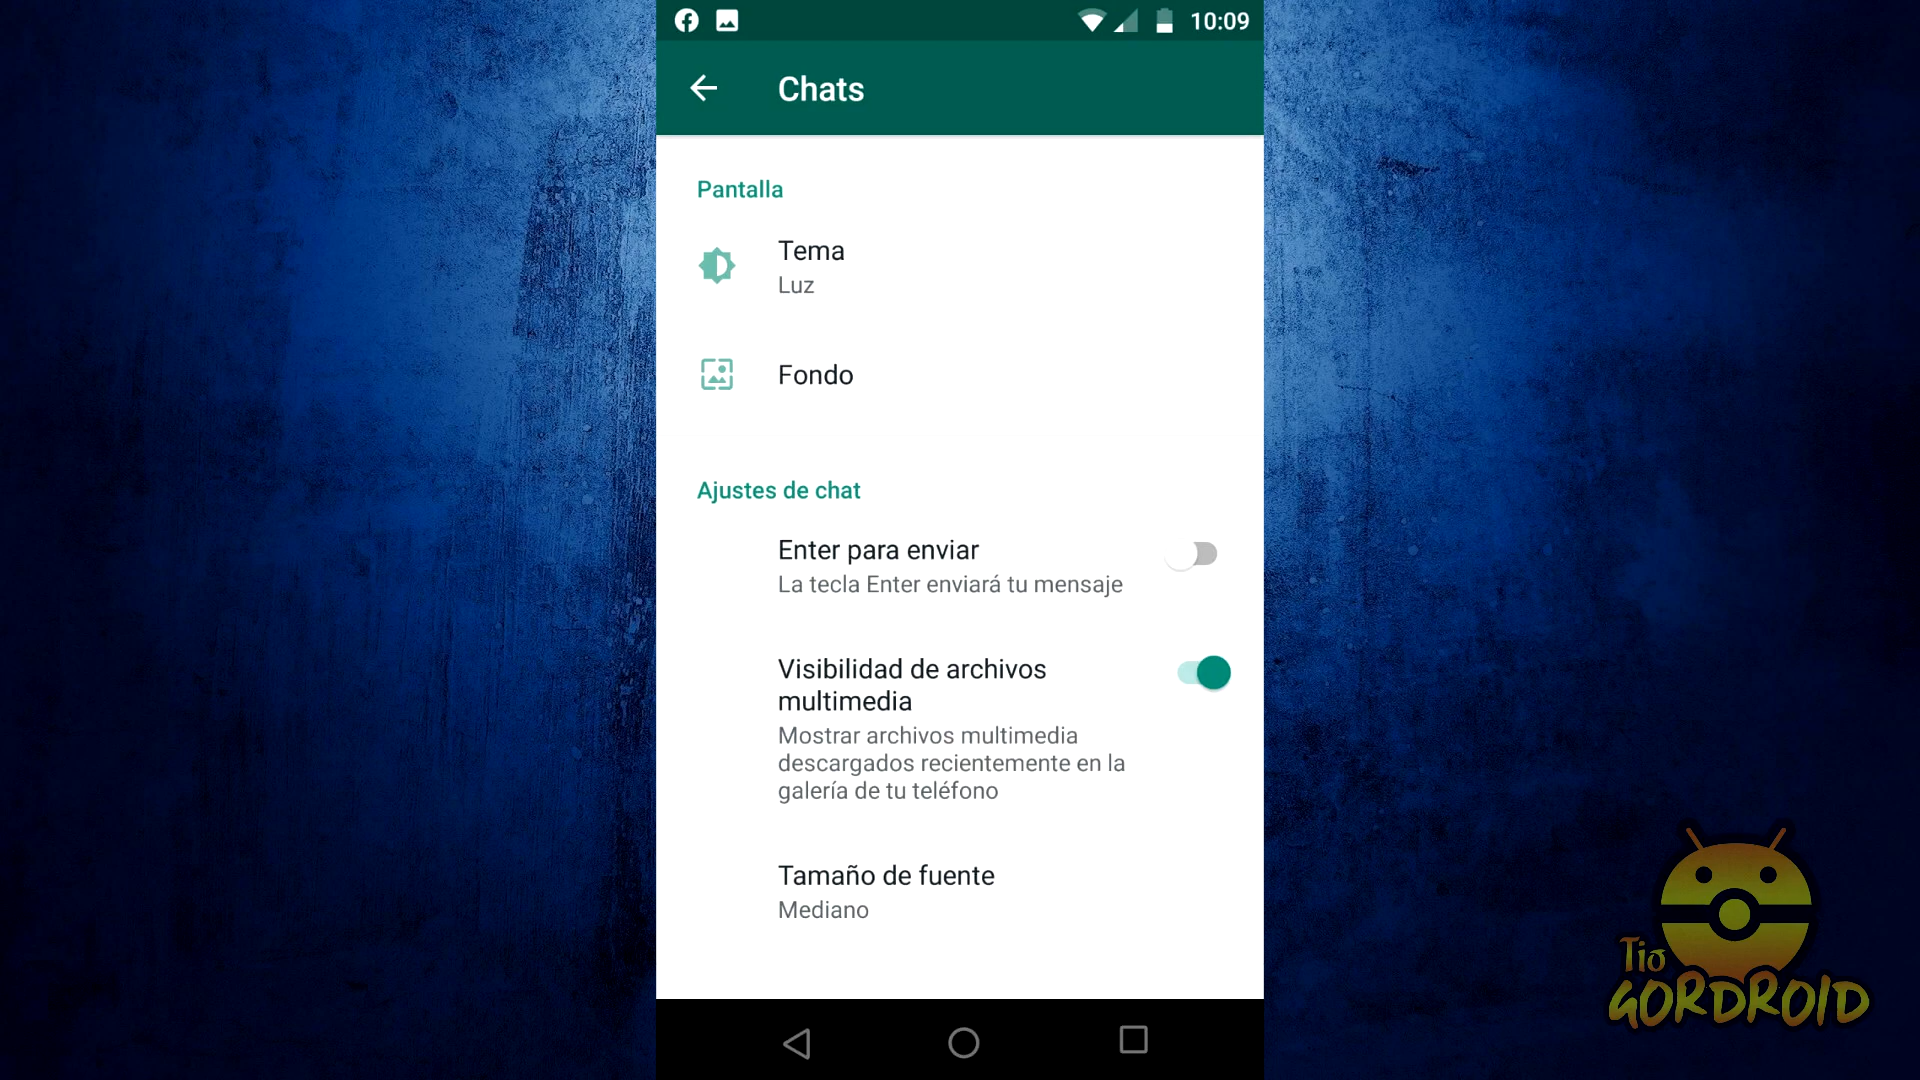 10:09
Chats
Pantalla
Tema
Luz
Fondo
Ajustes de chat
Enter para enviar
La tecla Enter enviará tu mensaje
Visibilidad de archivos
multimedia
Mostrar archivos multimedia
descargados recientemente en la
galería de tu teléfono
Tamaño de fuente
Mediano
Tio
GORDROID